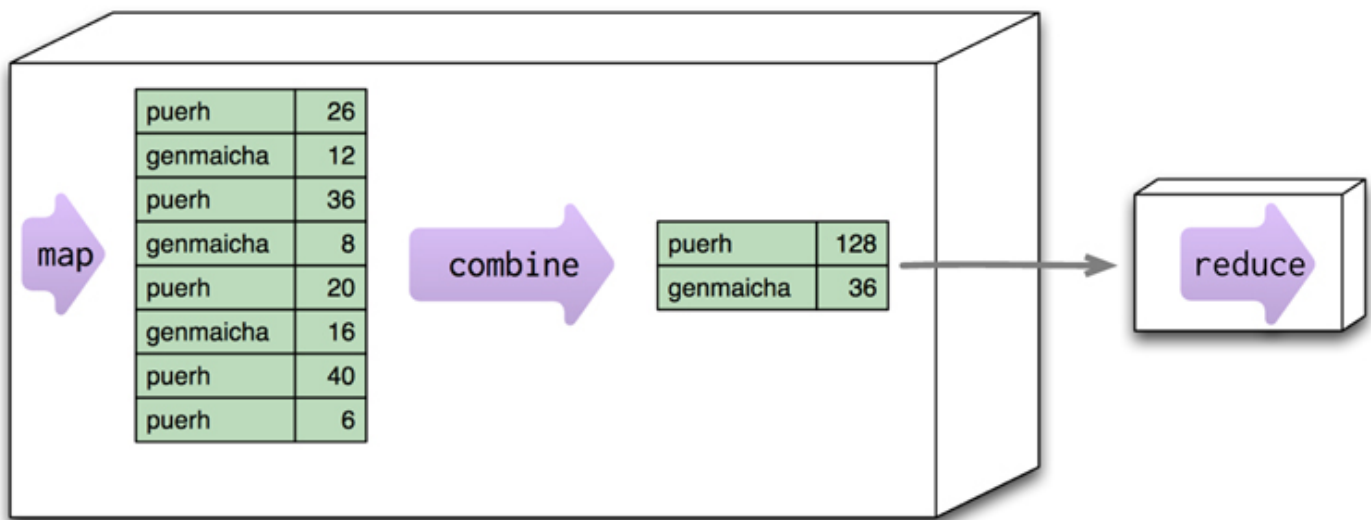 map
puerh 26
genmaicha 12
puerh 36
genmaicha 8
puerh 20
genmaicha 16
puerh 40
puerh 6
combine
puerh 128
genmaicha 36
reduce